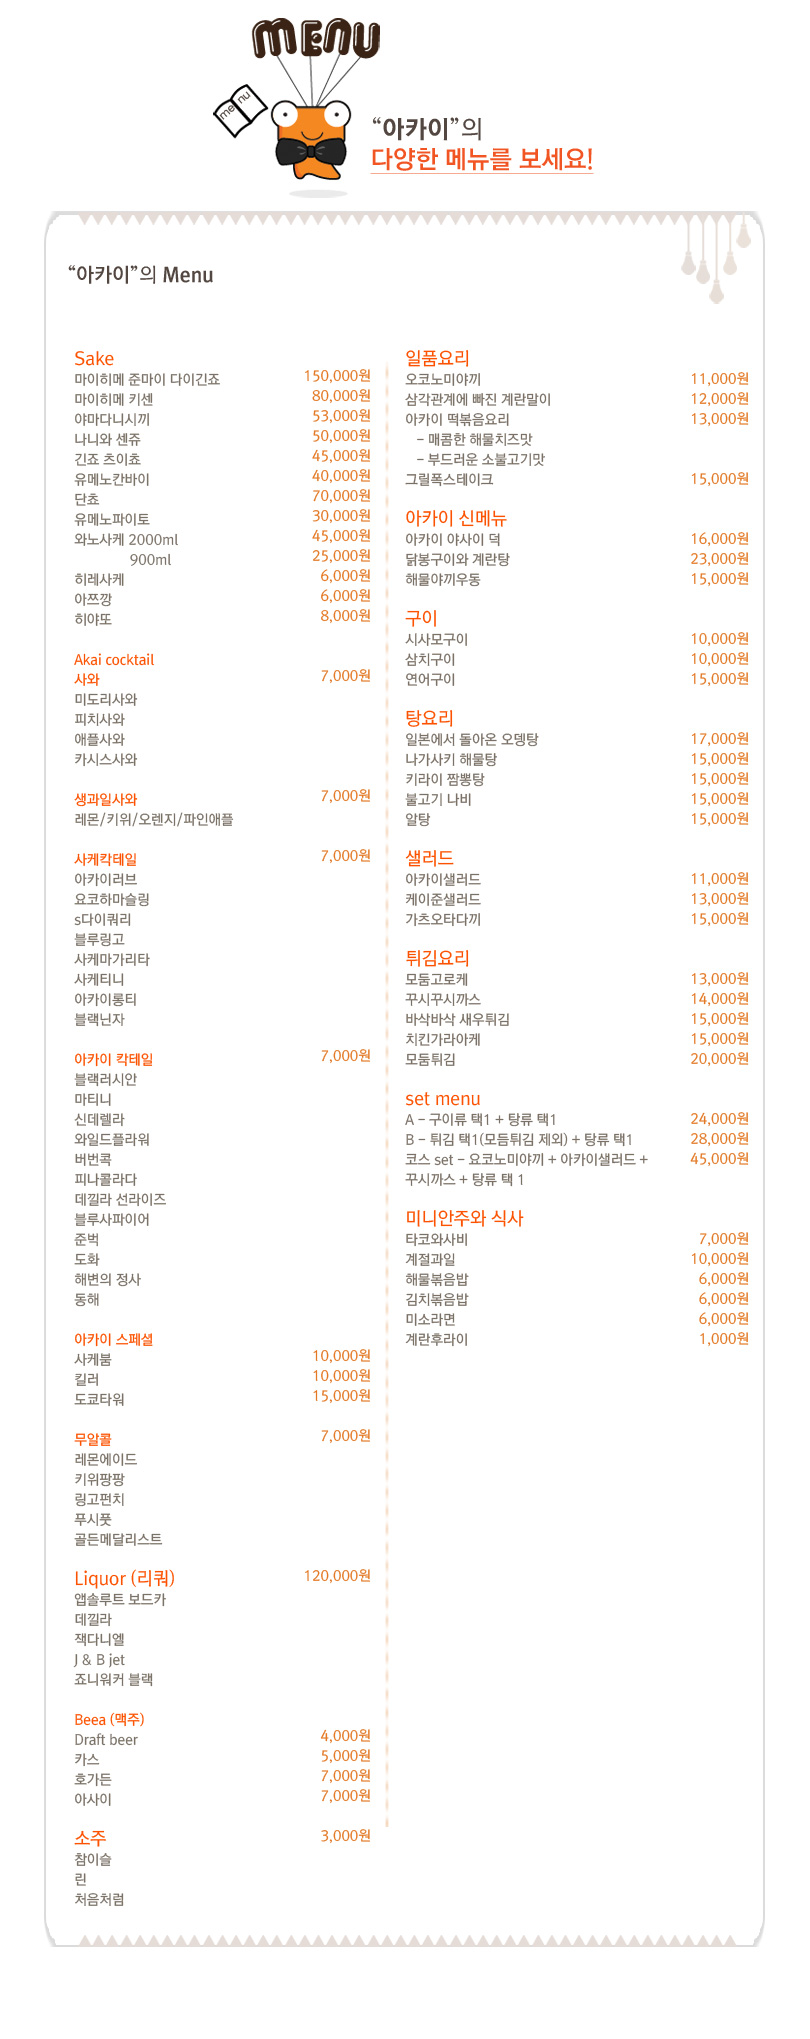 MENU
menu
“아카이”의
다양한 메뉴를 보세요!
“아카이”의 Menu
Sake
마이히메 준마이 다이긴죠 150,000원
마이히메 키센 80,000원
야마다니시끼 53,000원
나니와 센쥬 50,000원
긴죠 츠이쵸 45,000원
유메노칸바이 40,000원
단쵸 70,000원
유메노파이토 30,000원
와노사케 2000ml 45,000원
900ml 25,000원
히레사케 6,000원
아쯔깡 6,000원
히야또 8,000원
Akai cocktail
사와 7,000원
미도리사와
피치사와
애플사와
카시스사와
생과일사와 7,000원
레몬/키위/오렌지/파인애플
사케칵테일 7,000원
아카이러브
요코하마슬링
s다이쿼리
블루링고
사케마가리타
사케티니
아카이롱티
블랙닌자
아카이 칵테일 7,000원
블랙러시안
마티니
신데렐라
와일드플라워
버번콕
피나콜라다
데낄라 선라이즈
블루사파이어
준벅
도화
해변의 정사
동해
아카이 스페셜
사케붐 10,000원
킬러 10,000원
도쿄타워 15,000원
무알콜 7,000원
레몬에이드
키위팡팡
링고펀치
푸시풋
골든메달리스트
Liquor (리쿼) 120,000원
앱솔루트 보드카
데낄라
잭다니엘
J & B jet
죠니워커 블랙
Beea (맥주)
Draft beer 4,000원
카스 5,000원
호가든 7,000원
아사이 7,000원
소주 3,000원
참이슬
린
처음처럼
일품요리
오코노미야끼 11,000원
삼각관계에 빠진 계란말이 12,000원
아카이 떡볶음요리 13,000원
- 매콤한 해물치즈맛
- 부드러운 소불고기맛
그릴폭스테이크 15,000원
아카이 신메뉴
아카이 야사이 덕 16,000원
닭봉구이와 계란탕 23,000원
해물야끼우동 15,000원
구이
시사모구이 10,000원
삼치구이 10,000원
연어구이 15,000원
탕요리
일본에서 돌아온 오뎅탕 17,000원
나가사키 해물탕 15,000원
키라이 짬뽕탕 15,000원
불고기 나비 15,000원
알탕 15,000원
샐러드
아카이샐러드 11,000원
케이준샐러드 13,000원
가츠오타다끼 15,000원
튀김요리
모둠고로케 13,000원
꾸시꾸시까스 14,000원
바삭바삭 새우튀김 15,000원
치킨가라아케 15,000원
모둠튀김 20,000원
set menu
A - 구이류 택1 + 탕류 택1 24,000원
B - 튀김 택1(모듬튀김 제외) + 탕류 택1 28,000원
코스 set - 요코노미야끼 + 아카이샐러드 + 45,000원
꾸시까스 + 탕류 택 1
미니안주와 식사
타코와사비 7,000원
계절과일 10,000원
해물볶음밥 6,000원
김치볶음밥 6,000원
미소라면 6,000원
계란후라이 1,000원